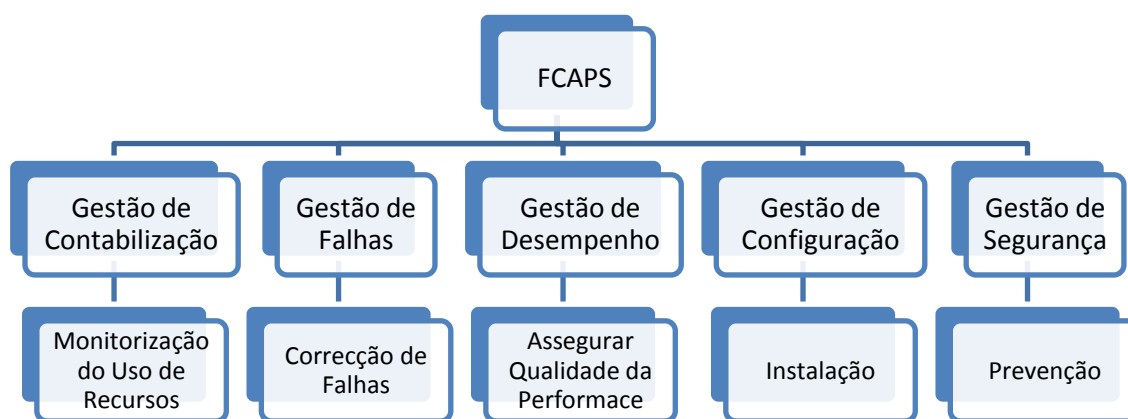 FCAPS
Gestão de
Contabilização
Gestão de
Falhas
Gestão de
Desempenho
Gestão de
Configuração
Gestão de
Segurança
Monitorização
do Uso de
Recursos
Correcção de
Falhas
Assegurar
Qualidade da
Performace
Instalação
Prevenção